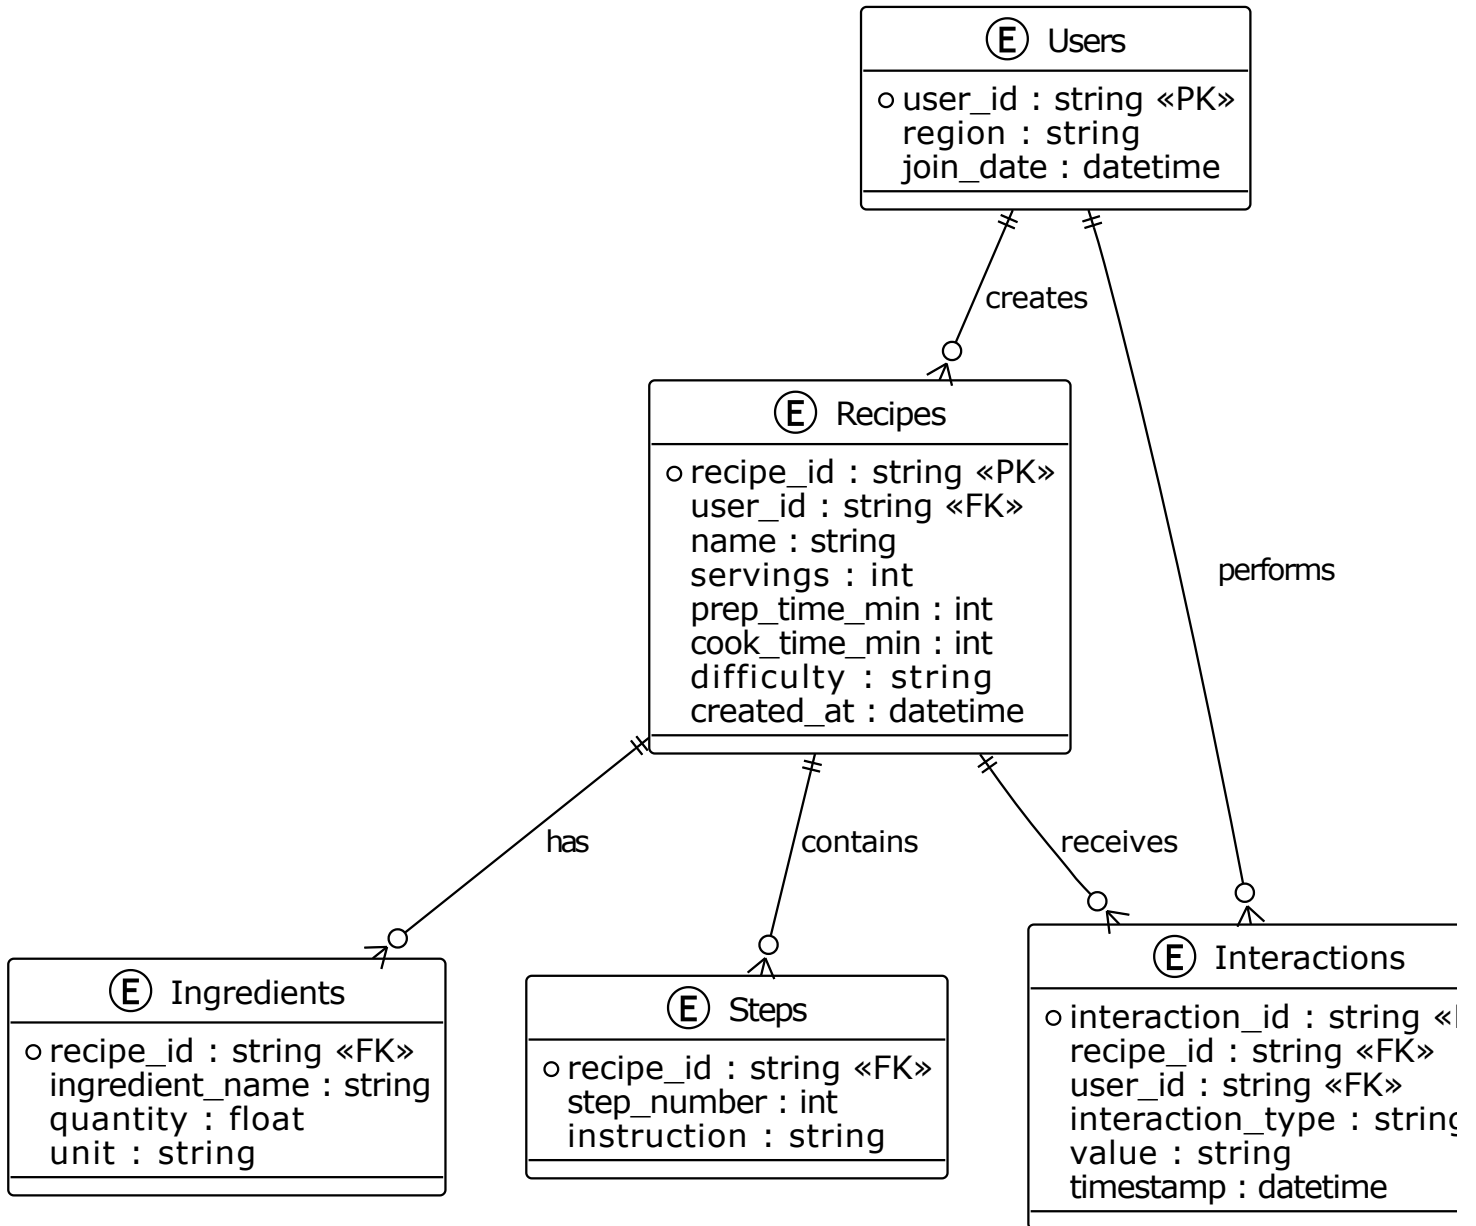 E Users
user_id : string «PK»
region : string
join_date : datetime
creates
E Recipes
recipe_id : string «PK»
user_id : string «FK»
name : string
servings : int
prep_time_min : int
cook_time_min : int
difficulty : string
created_at : datetime
performs
has
contains
receives
E Ingredients
recipe_id : string «FK»
ingredient_name : string
quantity : float
unit : string
E Steps
recipe_id : string «FK»
step_number : int
instruction : string
E Interactions
interaction_id : string «
recipe_id : string «FK»
user_id : string «FK»
interaction_type : string
value : string
timestamp : datetime